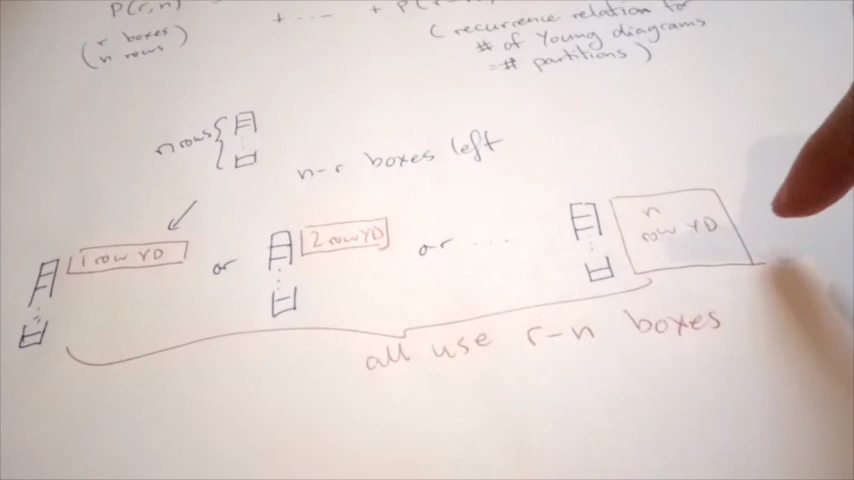 P(r,n)
+ .... + P(
(r boxes
n rows)
(recurrence relation for
# of Young diagrams
= # partitions)
n rows
n-r boxes left
1 row YD or 2 row YD or ... n
row YD
all use r-n boxes